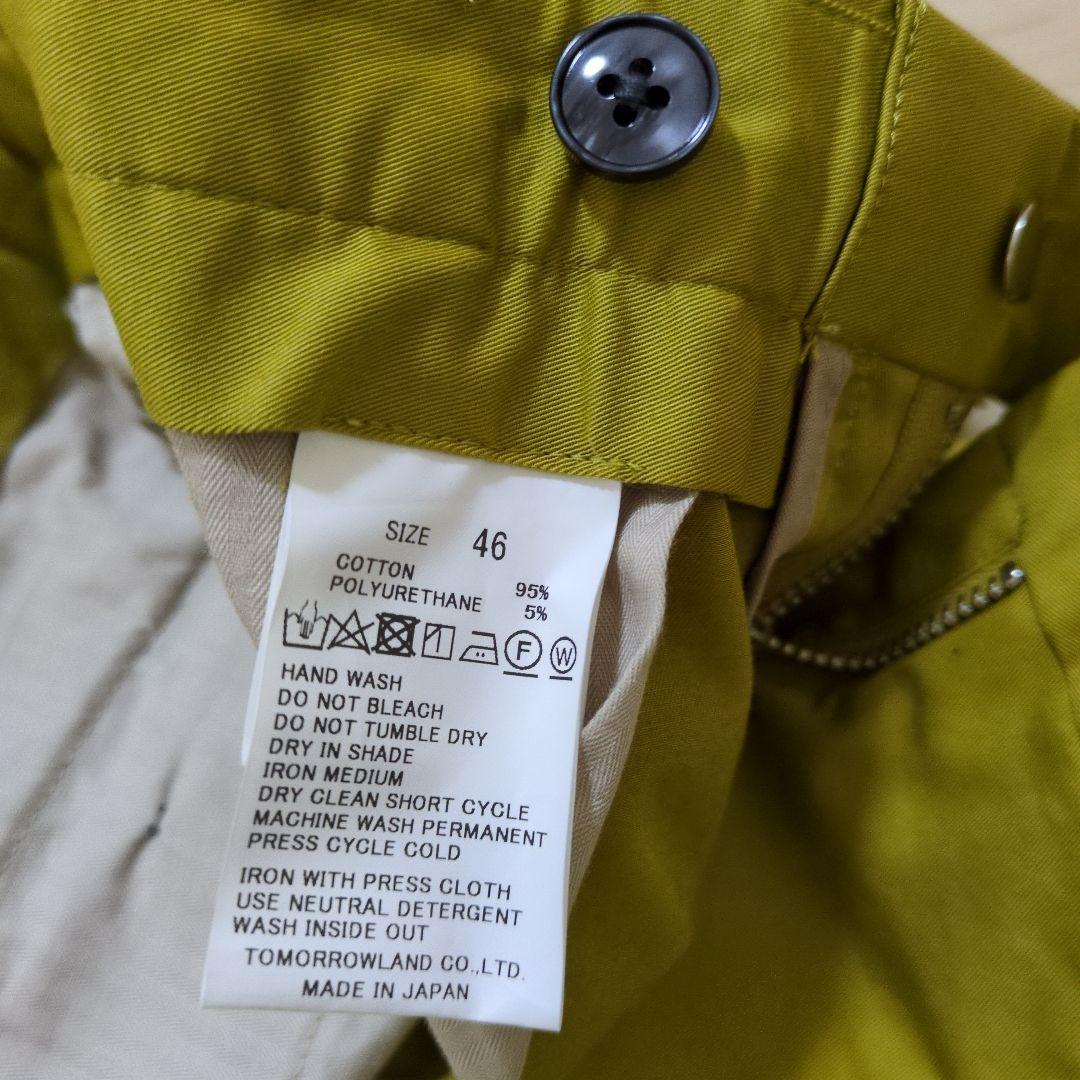 SIZE 46
COTTON 95%
POLYURETHANE 5%
F W
HAND WASH
DO NOT BLEACH
DO NOT TUMBLE DRY
DRY IN SHADE
IRON MEDIUM
DRY CLEAN SHORT CYCLE
MACHINE WASH PERMANENT
PRESS CYCLE COLD
IRON WITH PRESS CLOTH
USE NEUTRAL DETERGENT
WASH INSIDE OUT
TOMORROWLAND CO.,LTD.
MADE IN JAPAN